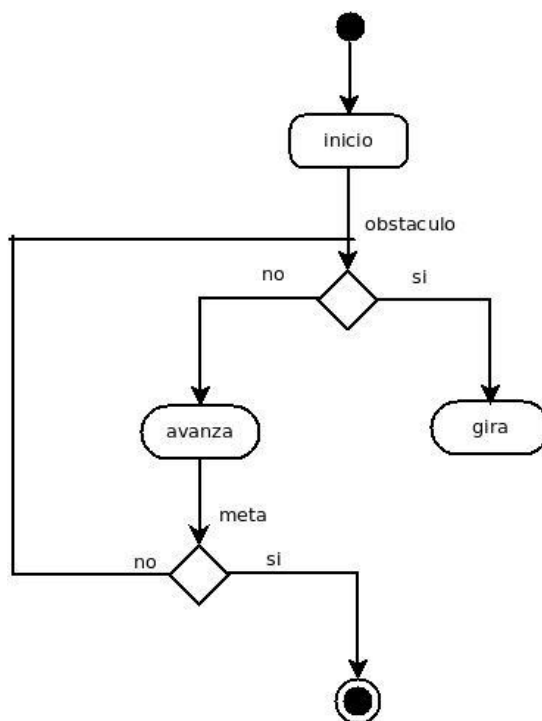 inicio
obstaculo
no
si
avanza
gira
meta
no
si